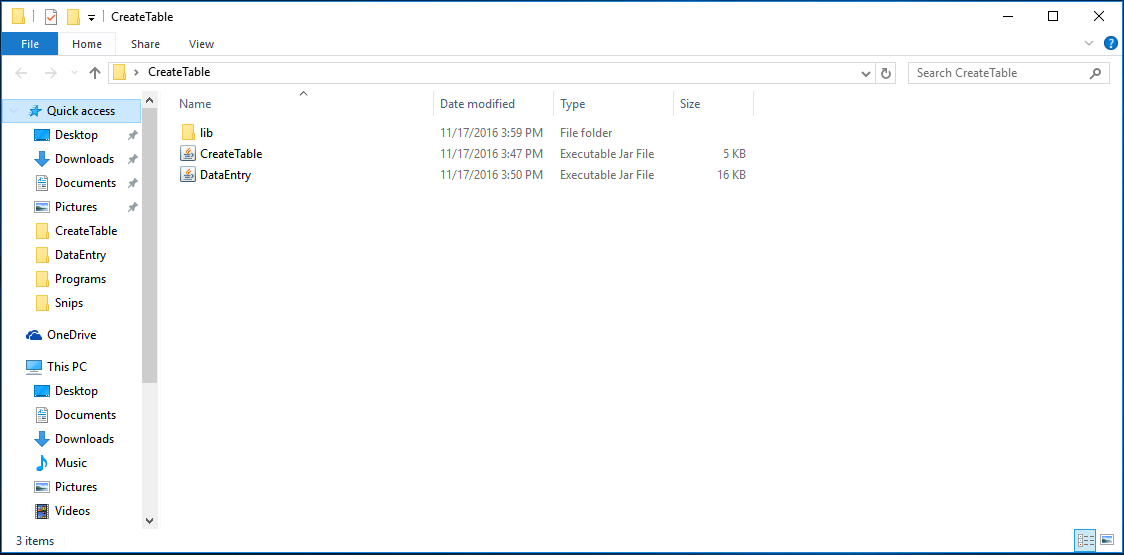 CreateTable
File Home Share View
?
CreateTable
Search CreateTable
Name Date modified Type Size
lib 11/17/2016 3:59 PM File folder
CreateTable 11/17/2016 3:47 PM Executable Jar File 5 KB
DataEntry 11/17/2016 3:50 PM Executable Jar File 16 KB
Quick access
Desktop
Downloads
Documents
Pictures
CreateTable
DataEntry
Programs
Snips
OneDrive
This PC
Desktop
Documents
Downloads
Music
Pictures
Videos
3 items